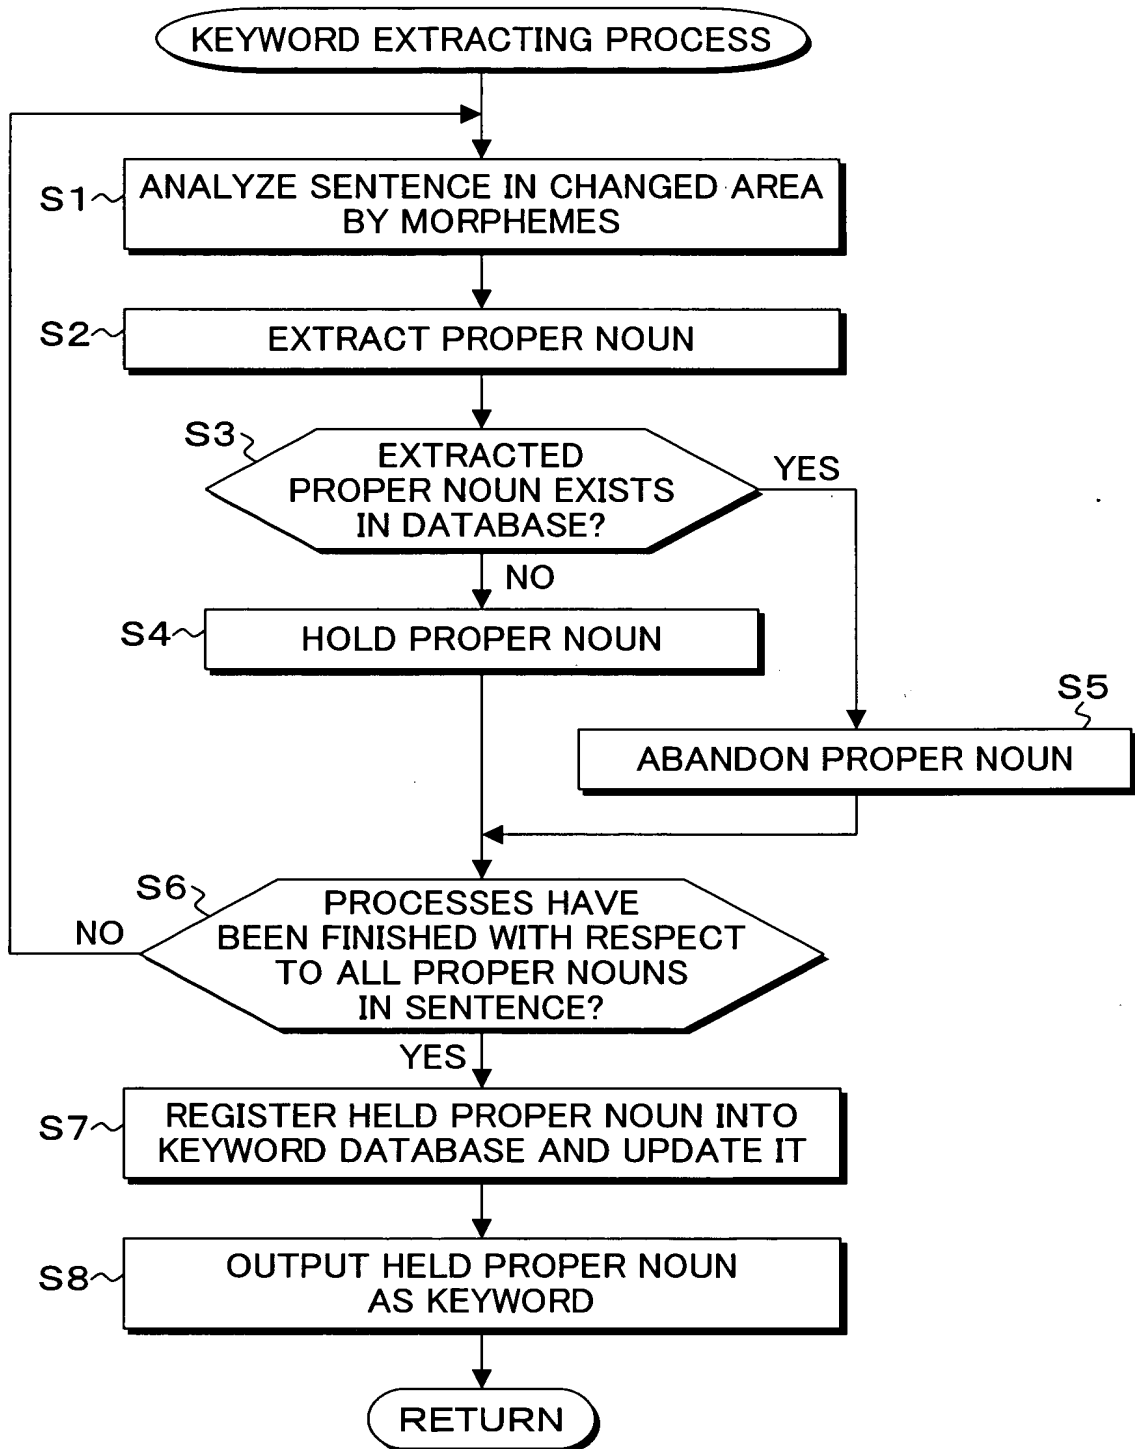 KEYWORD EXTRACTING PROCESS
S1
ANALYZE SENTENCE IN CHANGED AREA
BY MORPHEMES
S2
EXTRACT PROPER NOUN
S3
EXTRACTED
PROPER NOUN EXISTS
IN DATABASE?
YES
NO
S4
HOLD PROPER NOUN
S5
ABANDON PROPER NOUN
S6
PROCESSES HAVE
BEEN FINISHED WITH RESPECT
TO ALL PROPER NOUNS
IN SENTENCE?
NO
YES
S7
REGISTER HELD PROPER NOUN INTO
KEYWORD DATABASE AND UPDATE IT
S8
OUTPUT HELD PROPER NOUN
AS KEYWORD
RETURN